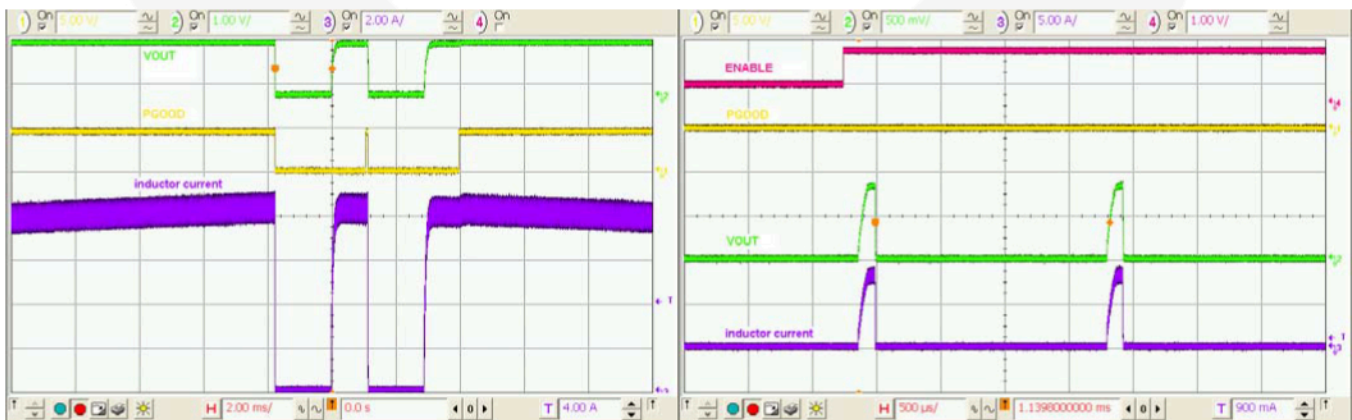 1 On 5.00 V/ 2 On 1.00 V/ 3 On 2.00 A/ 4 On
VOUT
PGOOD
inductor current
H 2.00 ms/ 0.0 s 0 T 4.00 A
1 On 5.00 V/ 2 On 500 mV/ 3 On 5.00 A/ 4 On 1.00 V/
ENABLE
PGOOD
VOUT
inductor current
H 500 µs/ 1.1398000000 ms 0 T 900 mA